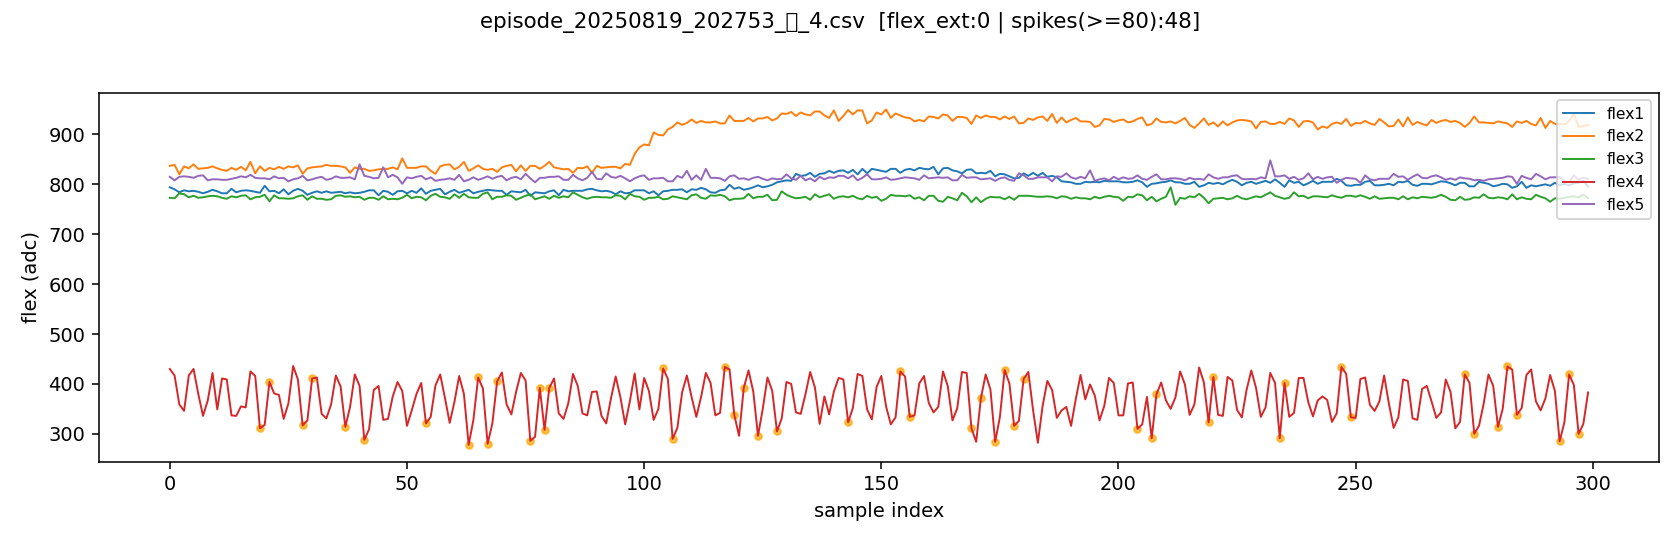 episode_20250819_202753_▯_4.csv [flex_ext:0 | spikes(>=80):48]
flex (adc)
900
800
700
600
500
400
300
flex1
flex2
flex3
flex4
flex5
0
50
100
150
200
250
300
sample index